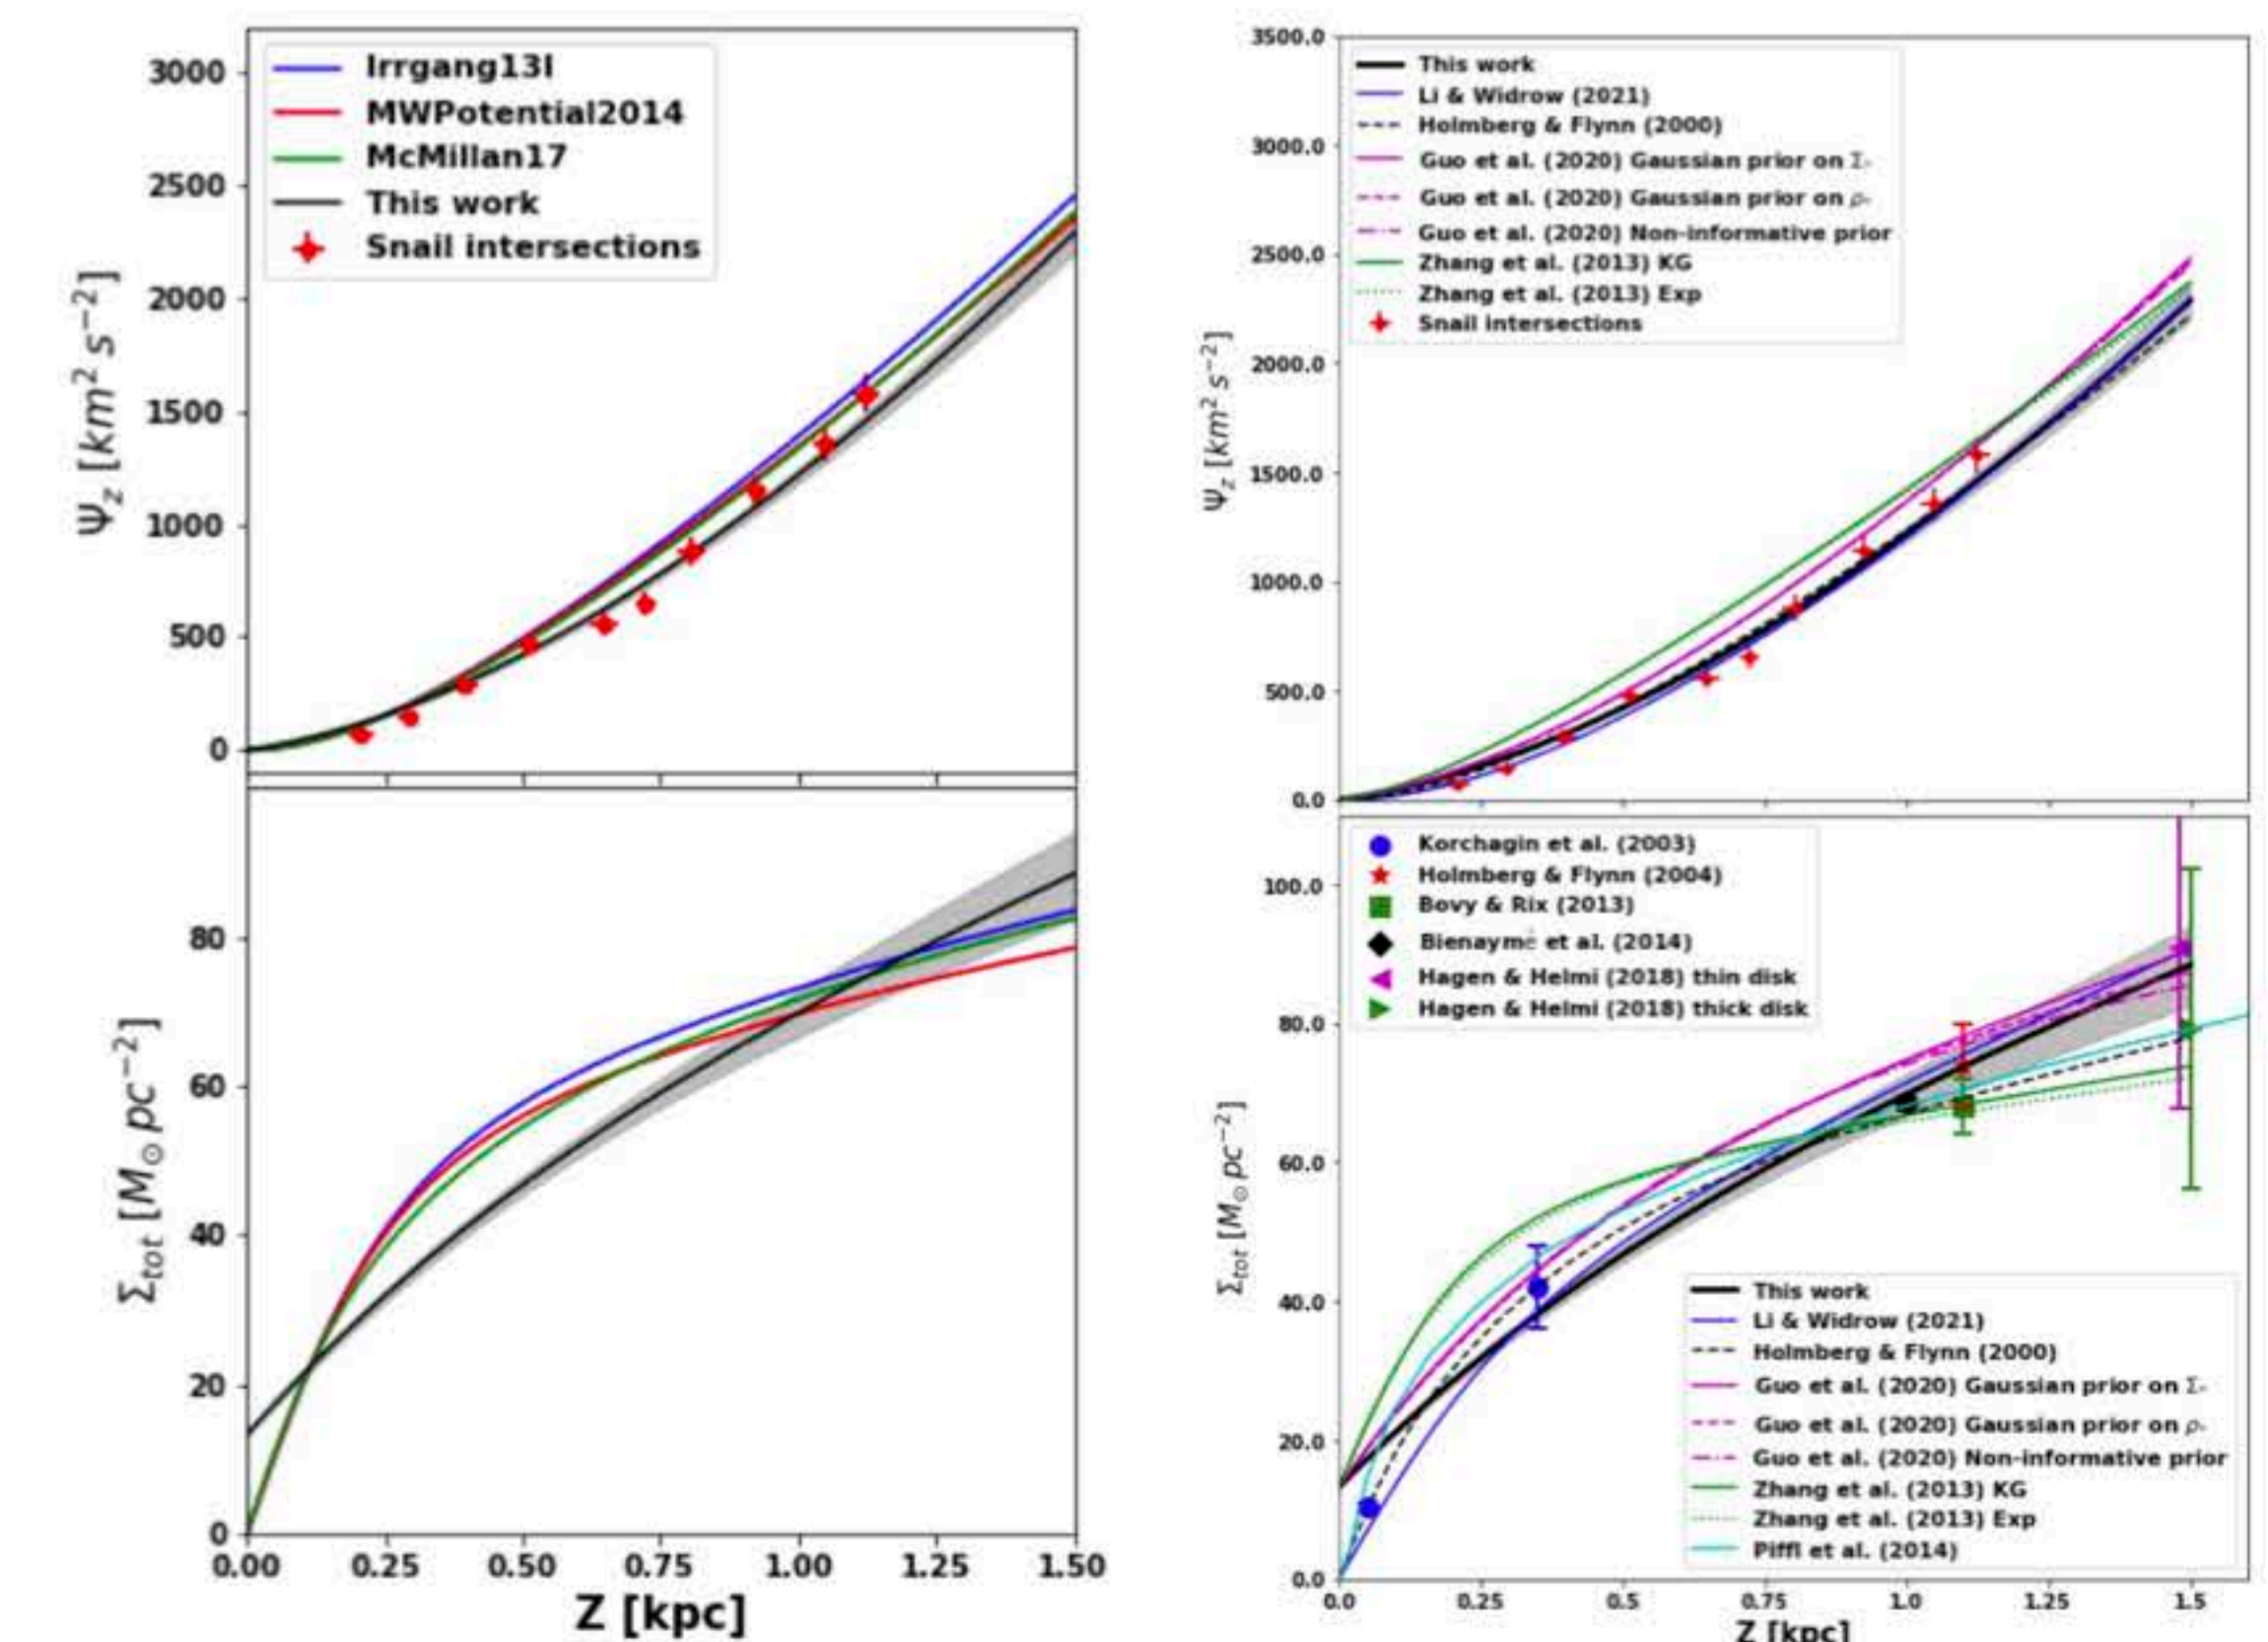 3000
2500
2000
1500
1000
500
0
Ψz [km² s⁻²]
Irrgang13I
MWPotential2014
McMillan17
This work
Snail intersections
80
60
40
20
0
Σtot [M⊙ pc⁻²]
0.00 0.25 0.50 0.75 1.00 1.25 1.50
Z [kpc]
3500.0
3000.0
2500.0
2000.0
1500.0
1000.0
500.0
0.0
Ψz [km² s⁻²]
This work
Li & Widrow (2021)
Holmberg & Flynn (2000)
Guo et al. (2020) Gaussian prior on Σ
Guo et al. (2020) Gaussian prior on ρ
Guo et al. (2020) Non-informative prior
Zhang et al. (2013) KG
Zhang et al. (2013) Exp
Snail intersections
100.0
80.0
60.0
40.0
20.0
0.0
Σtot [M⊙ pc⁻²]
Korchagin et al. (2003)
Holmberg & Flynn (2004)
Bovy & Rix (2013)
Bienaymé et al. (2014)
Hagen & Helmi (2018) thin disk
Hagen & Helmi (2018) thick disk
This work
Li & Widrow (2021)
Holmberg & Flynn (2000)
Guo et al. (2020) Gaussian prior on Σ
Guo et al. (2020) Gaussian prior on ρ
Guo et al. (2020) Non-informative prior
Zhang et al. (2013) KG
Zhang et al. (2013) Exp
Piffl et al. (2014)
0.0 0.25 0.5 0.75 1.0 1.25 1.5
Z [kpc]